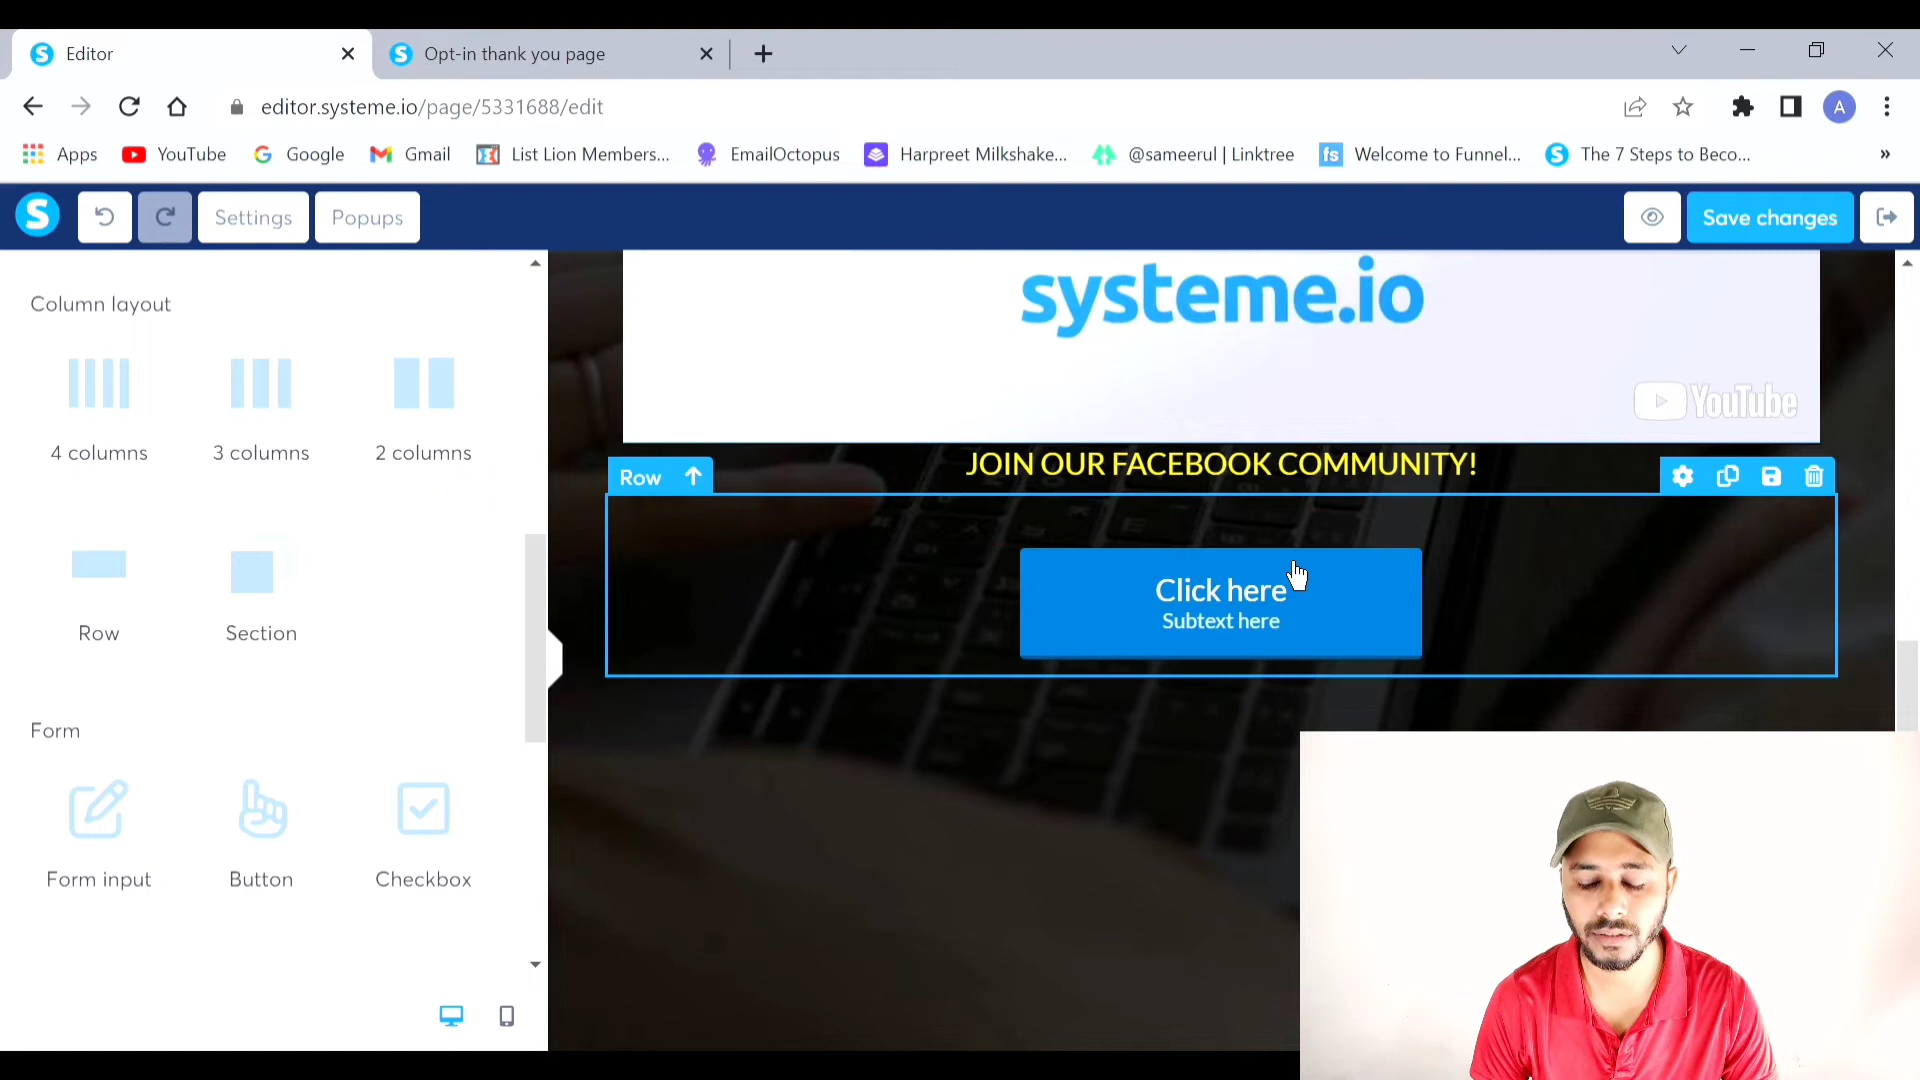 Editor
Opt-in thank you page
editor.systeme.io/page/5331688/edit
Apps
YouTube
Google
Gmail
List Lion Members...
EmailOctopus
Harpreet Milkshake...
@sameerul | Linktree
fs
Welcome to Funnel...
The 7 Steps to Beco...
A
S
Settings
Popups
Save changes
Column layout
4 columns
3 columns
2 columns
Row
Section
Form
Form input
Button
Checkbox
systeme.io
YouTube
JOIN OUR FACEBOOK COMMUNITY!
Row
Click here
Subtext here